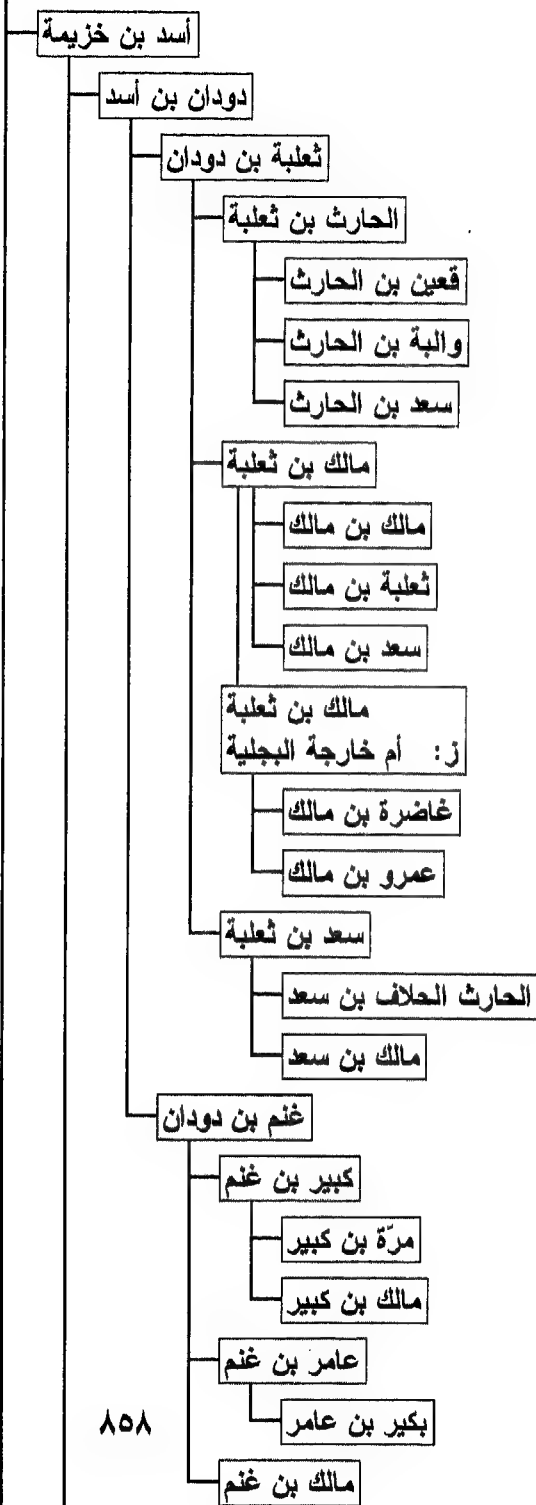 أسد بن خزيمة
دودان بن أسد
ثعلبة بن دودان
الحارث بن ثعلبة
قعين بن الحارث
والبة بن الحارث
سعد بن الحارث
مالك بن ثعلبة
مالك بن مالك
ثعلبة بن مالك
سعد بن مالك
مالك بن ثعلبة
ز: أم خارجة البجلية
غاضرة بن مالك
عمرو بن مالك
سعد بن ثعلبة
الحارث الحلاف بن سعد
مالك بن سعد
غنم بن دودان
كبير بن غنم
مرّة بن كبير
مالك بن كبير
عامر بن غنم
بكير بن عامر
مالك بن غنم
٨٥٨